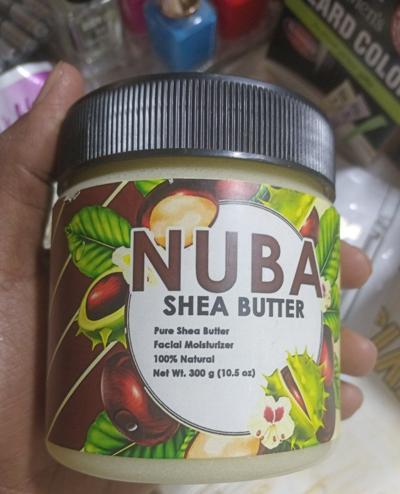 NUBA
SHEA BUTTER
Pure Shea Butter
Facial Moisturizer
100% Natural
Net Wt. 300 g (10.5 oz)